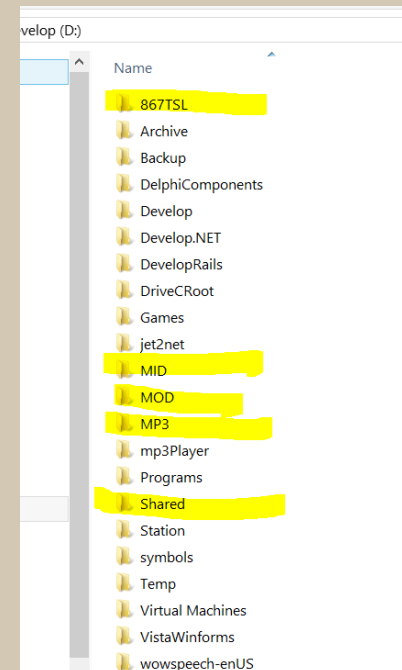 velop (D:)
Name
867TSL
Archive
Backup
DelphiComponents
Develop
Develop.NET
DevelopRails
DriveCRoot
Games
jet2net
MID
MOD
MP3
mp3Player
Programs
Shared
Station
symbols
Temp
Virtual Machines
VistaWinforms
wowspeech-enUS